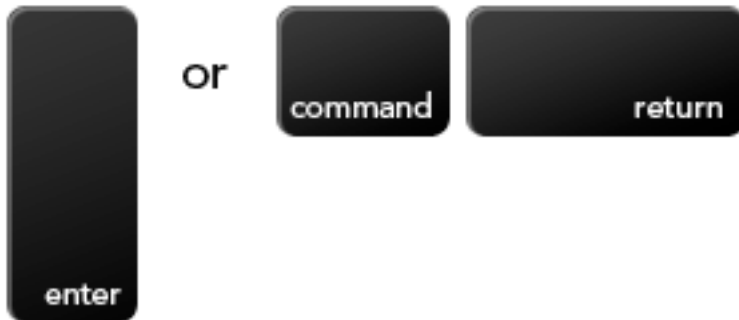 or
command
return
enter